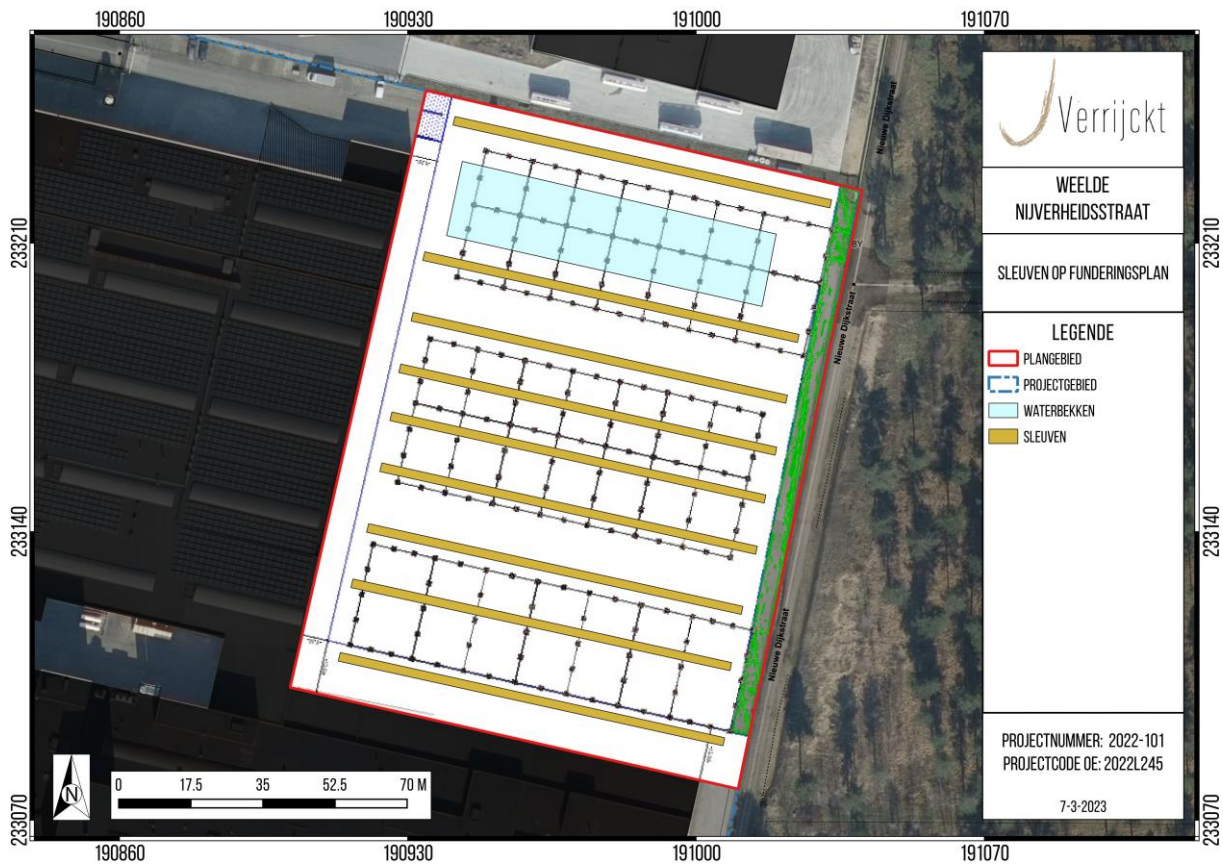 190860 190930 191000 191070
233210
233140
233070
233210
233140
233070
Nieuwe Dijkstraat
Nieuwe Dijkstraat
Nieuwe Dijkstraat
Verrijckt
WEELDE
NIJVERHEIDSSTRAAT
SLEUVEN OP FUNDERINGSPLAN
LEGENDE
PLANGEBIED
PROJECTGEBIED
WATERBEKKEN
SLEUVEN
PROJECTNUMMER: 2022-101
PROJECTCODE OE: 2022L245
7-3-2023
N
0 17.5 35 52.5 70 M
190860 190930 191000 191070